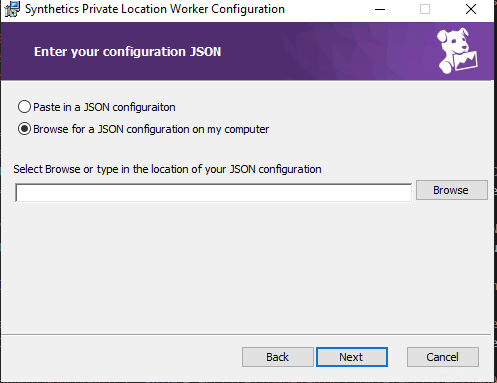 Synthetics Private Location Worker Configuration
Enter your configuration JSON
Paste in a JSON configuraiton
Browse for a JSON configuration on my computer
Select Browse or type in the location of your JSON configuration
Browse
Back
Next
Cancel